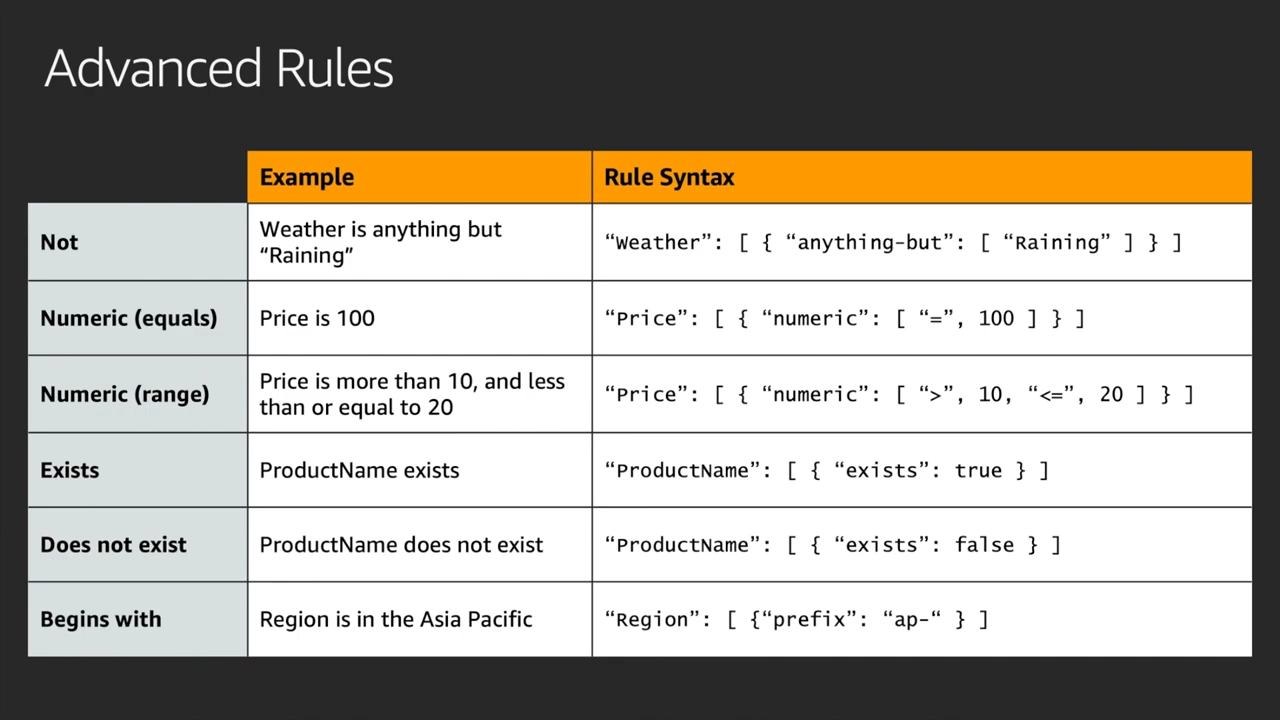 Advanced Rules
Example
Rule Syntax
Not
Weather is anything but
“Raining”
“Weather”: [ { “anything-but”: [ “Raining” ] } ]
Numeric (equals)
Price is 100
“Price”: [ { “numeric”: [ “=”, 100 ] } ]
Numeric (range)
Price is more than 10, and less
than or equal to 20
“Price”: [ { “numeric”: [ “>”, 10, “<=”, 20 ] } ]
Exists
ProductName exists
“ProductName”: [ { “exists”: true } ]
Does not exist
ProductName does not exist
“ProductName”: [ { “exists”: false } ]
Begins with
Region is in the Asia Pacific
“Region”: [ {“prefix”: “ap-“ } ]